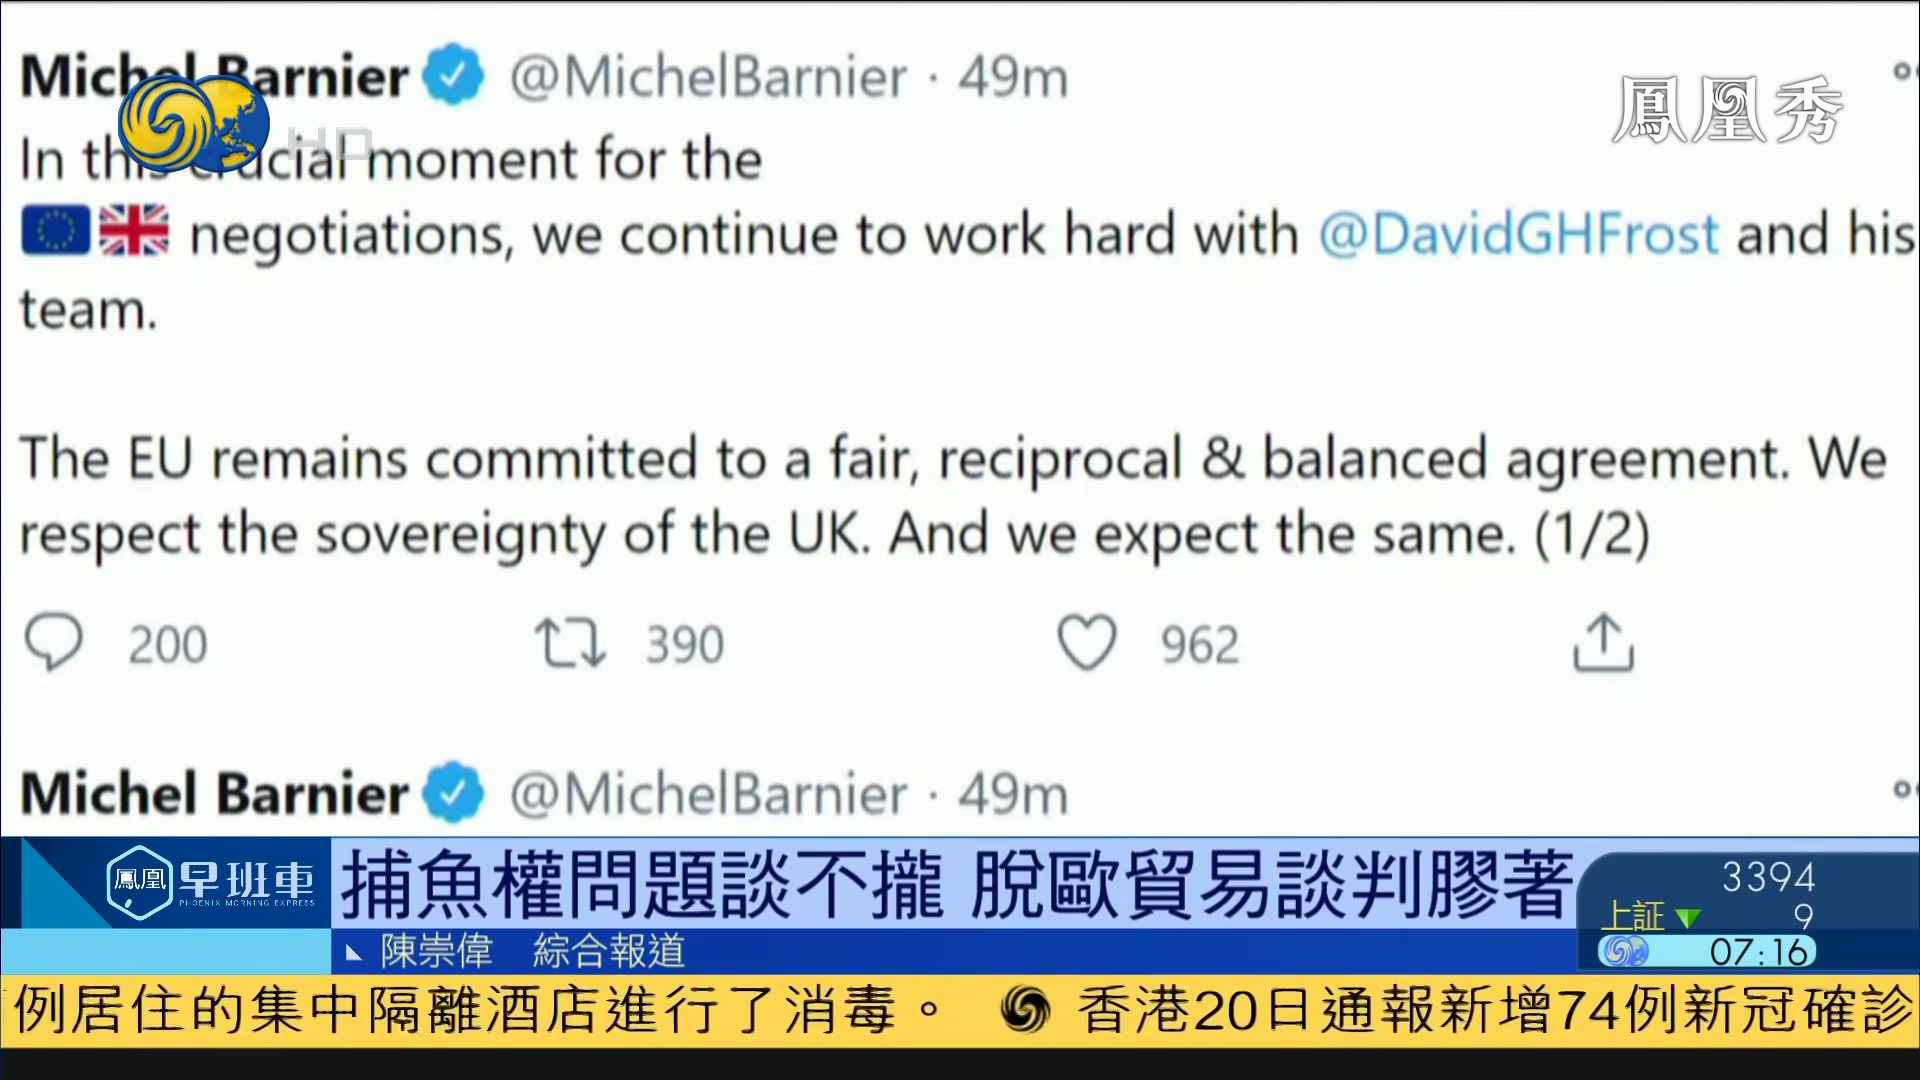 Michel Barnier @MichelBarnier · 49m
鳳凰秀
HD
In this crucial moment for the
negotiations, we continue to work hard with @DavidGHFrost and his
team.
The EU remains committed to a fair, reciprocal & balanced agreement. We
respect the sovereignty of the UK. And we expect the same. (1/2)
200 390 962
Michel Barnier @MichelBarnier · 49m
鳳凰 早班車
PHOENIX MORNING EXPRESS
捕魚權問題談不攏 脫歐貿易談判膠著
3394
上証 9
07:16
陳崇偉 綜合報道
例居住的集中隔離酒店進行了消毒。 香港20日通報新增74例新冠確診